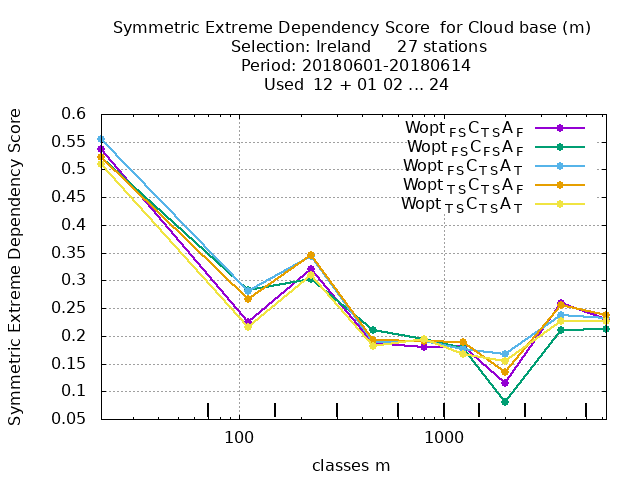 Symmetric Extreme Dependency Score for Cloud base (m)
Selection: Ireland 27 stations
Period: 20180601-20180614
Used 12 + 01 02 ... 24
Symmetric Extreme Dependency Score
0.6
0.55
0.5
0.45
0.4
0.35
0.3
0.25
0.2
0.15
0.1
0.05
Wopt FS C TS A F
Wopt FS C FS A F
Wopt FS C TS A T
Wopt TS C TS A F
Wopt TS C TS A T
100 1000
classes m